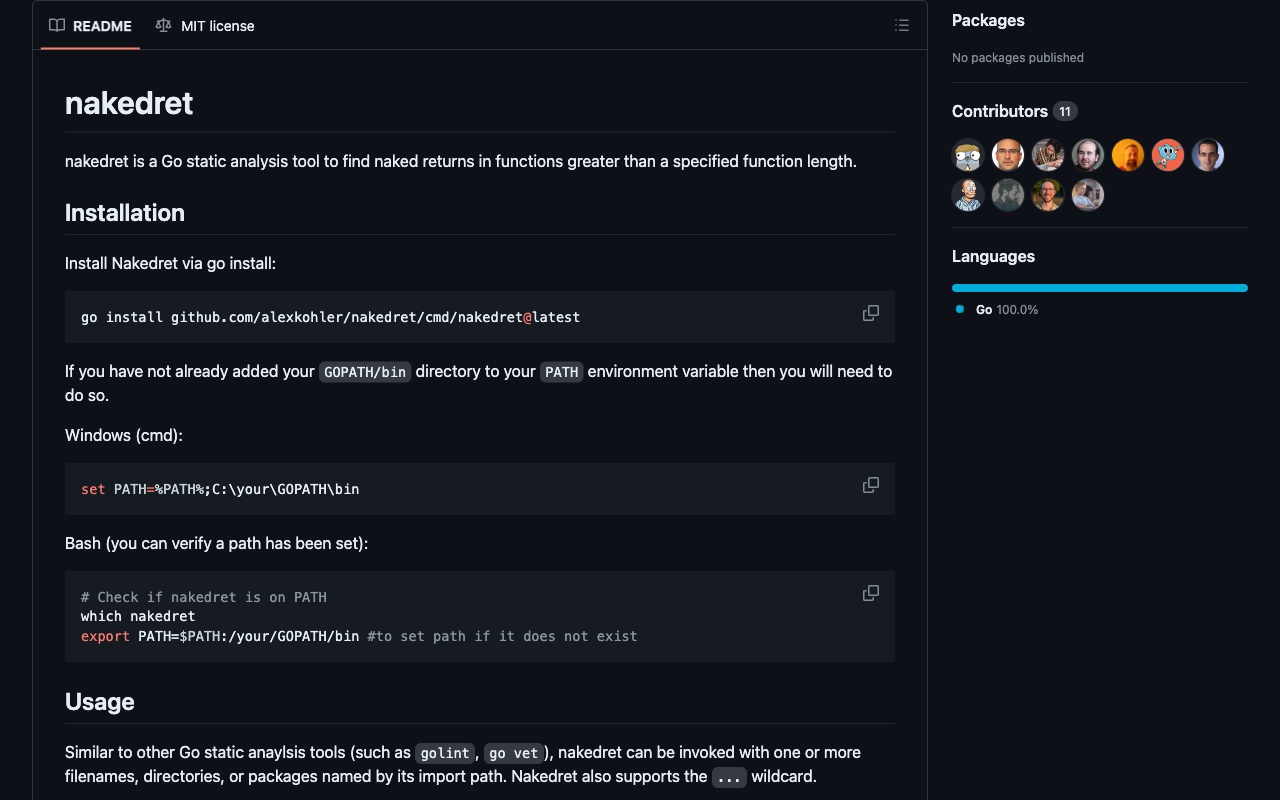 README
MIT license
nakedret
nakedret is a Go static analysis tool to find naked returns in functions greater than a specified function length.
Installation
Install Nakedret via go install:
go install github.com/alexkohler/nakedret/cmd/nakedret@latest
If you have not already added your GOPATH/bin directory to your PATH environment variable then you will need to
do so.
Windows (cmd):
set PATH=%PATH%;C:\your\GOPATH\bin
Bash (you can verify a path has been set):
# Check if nakedret is on PATH
which nakedret
export PATH=$PATH:/your/GOPATH/bin #to set path if it does not exist
Usage
Similar to other Go static anaylsis tools (such as golint, go vet), nakedret can be invoked with one or more
filenames, directories, or packages named by its import path. Nakedret also supports the ... wildcard.
Packages
No packages published
Contributors 11
Languages
Go 100.0%